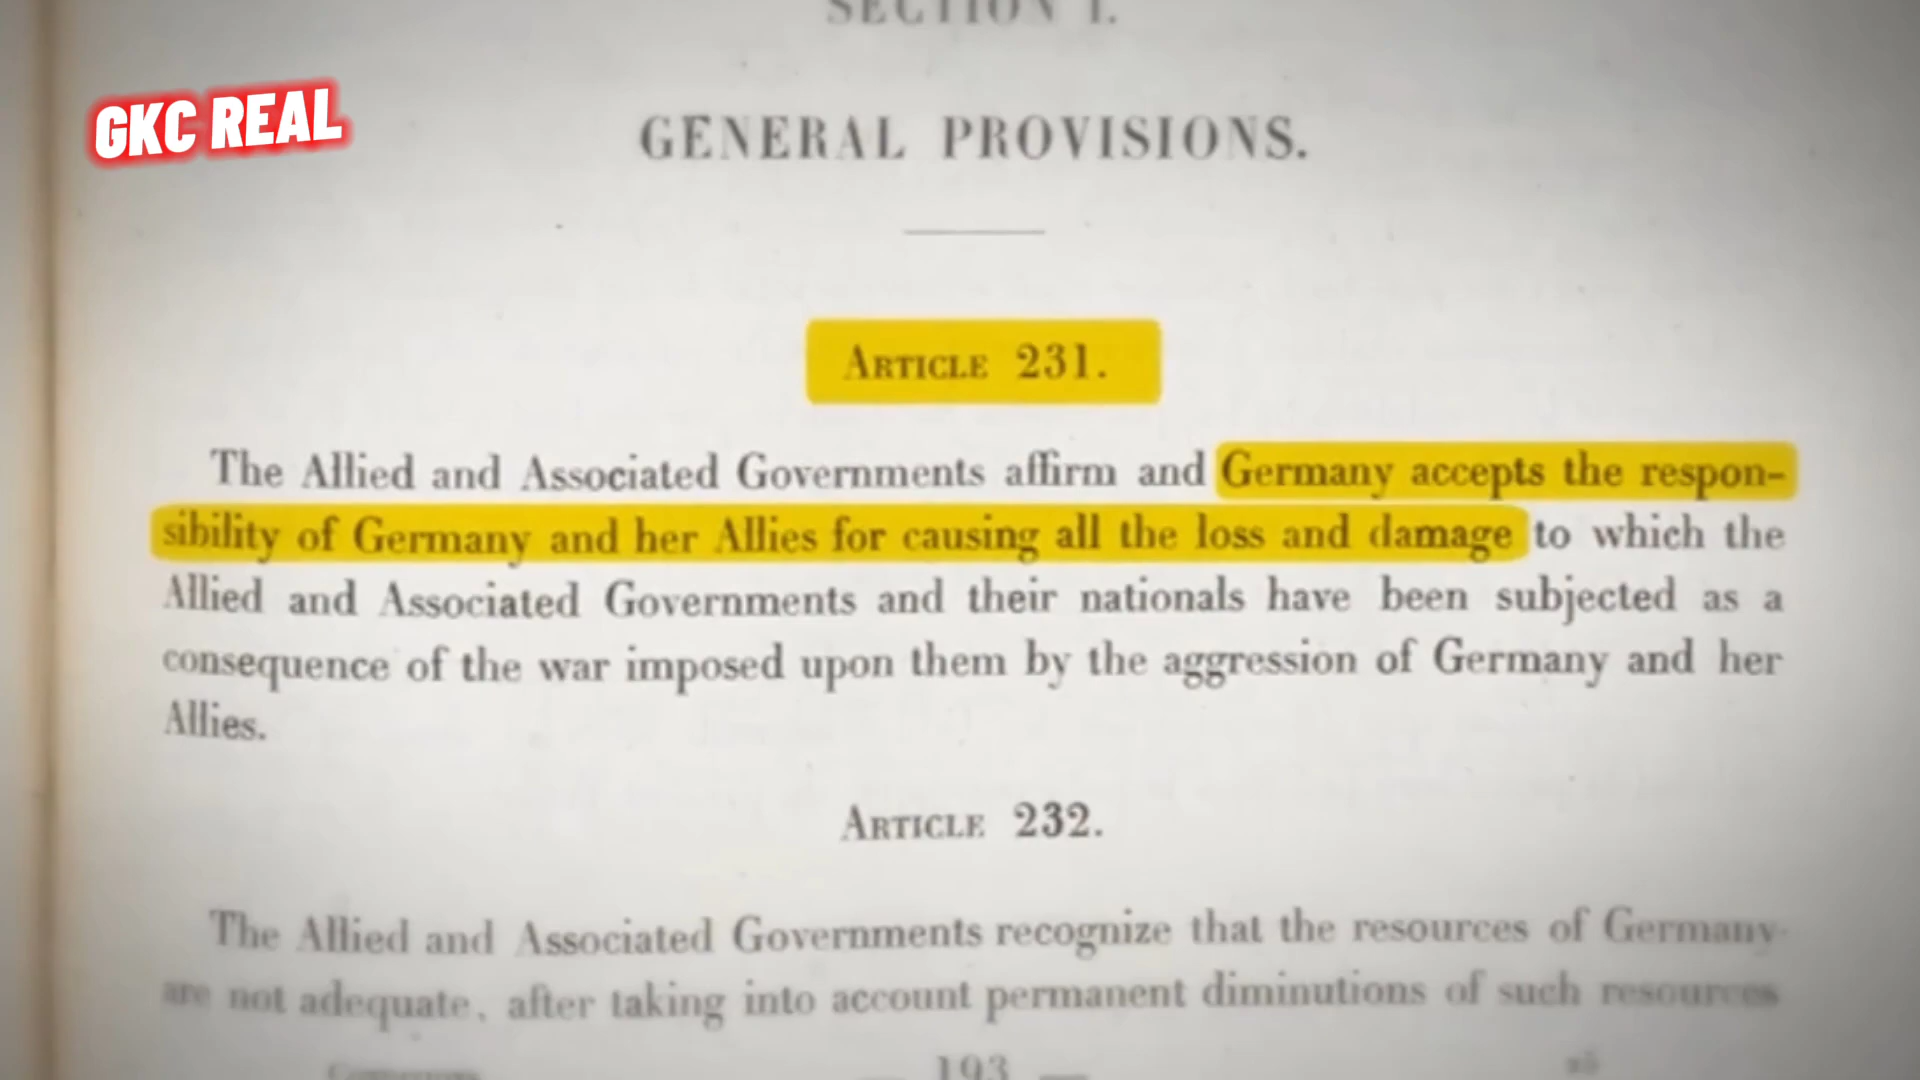 SECTION I.
GKC REAL
GENERAL PROVISIONS.
ARTICLE 231.
The Allied and Associated Governments affirm and Germany accepts the respon-
sibility of Germany and her Allies for causing all the loss and damage to which the
Allied and Associated Governments and their nationals have been subjected as a
consequence of the war imposed upon them by the aggression of Germany and her
Allies.
ARTICLE 232.
The Allied and Associated Governments recognize that the resources of Germany
are not adequate, after taking into account permanent diminutions of such resources
— 193 —